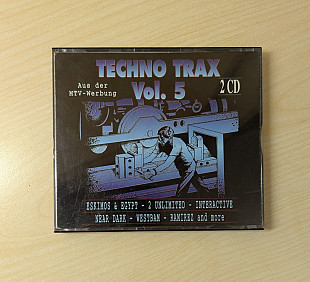 TECHNO TRAX
Aus der
MTV-Werbung
Vol. 5
2 CD
ESKIMOS & EGYPT - 2 UNLIMITED - INTERACTIVE
NEAR DARK - WESTBAM - RAMIREZ and more